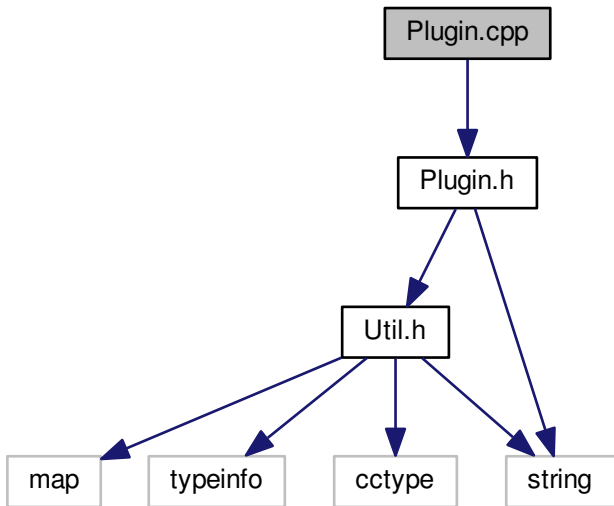 Plugin.cpp
Plugin.h
Util.h
map
typeinfo
cctype
string